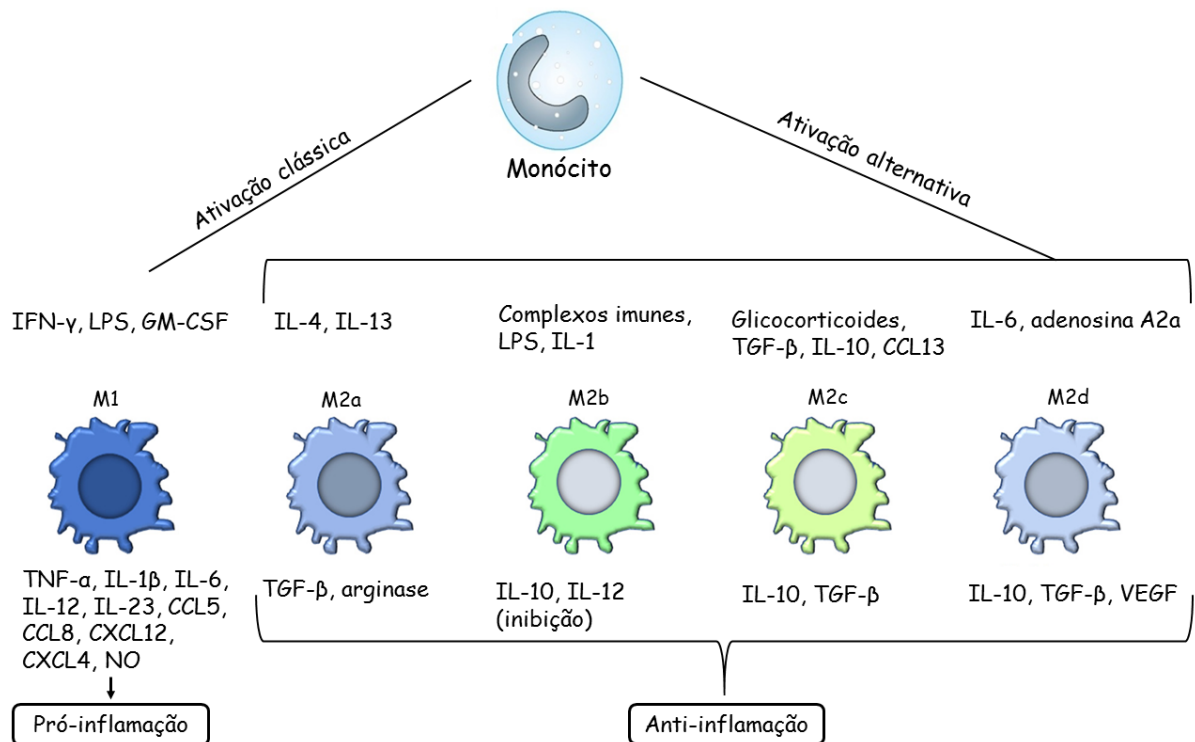 Monócito
Ativação clássica
Ativação alternativa
IFN-γ, LPS, GM-CSF
IL-4, IL-13
Complexos imunes,
LPS, IL-1
Glicocorticoides,
TGF-β, IL-10, CCL13
IL-6, adenosina A2a
M1
M2a
M2b
M2c
M2d
TNF-α, IL-1β, IL-6,
IL-12, IL-23, CCL5,
CCL8, CXCL12,
CXCL4, NO
TGF-β, arginase
IL-10, IL-12
(inibição)
IL-10, TGF-β
IL-10, TGF-β, VEGF
Pró-inflamação
Anti-inflamação